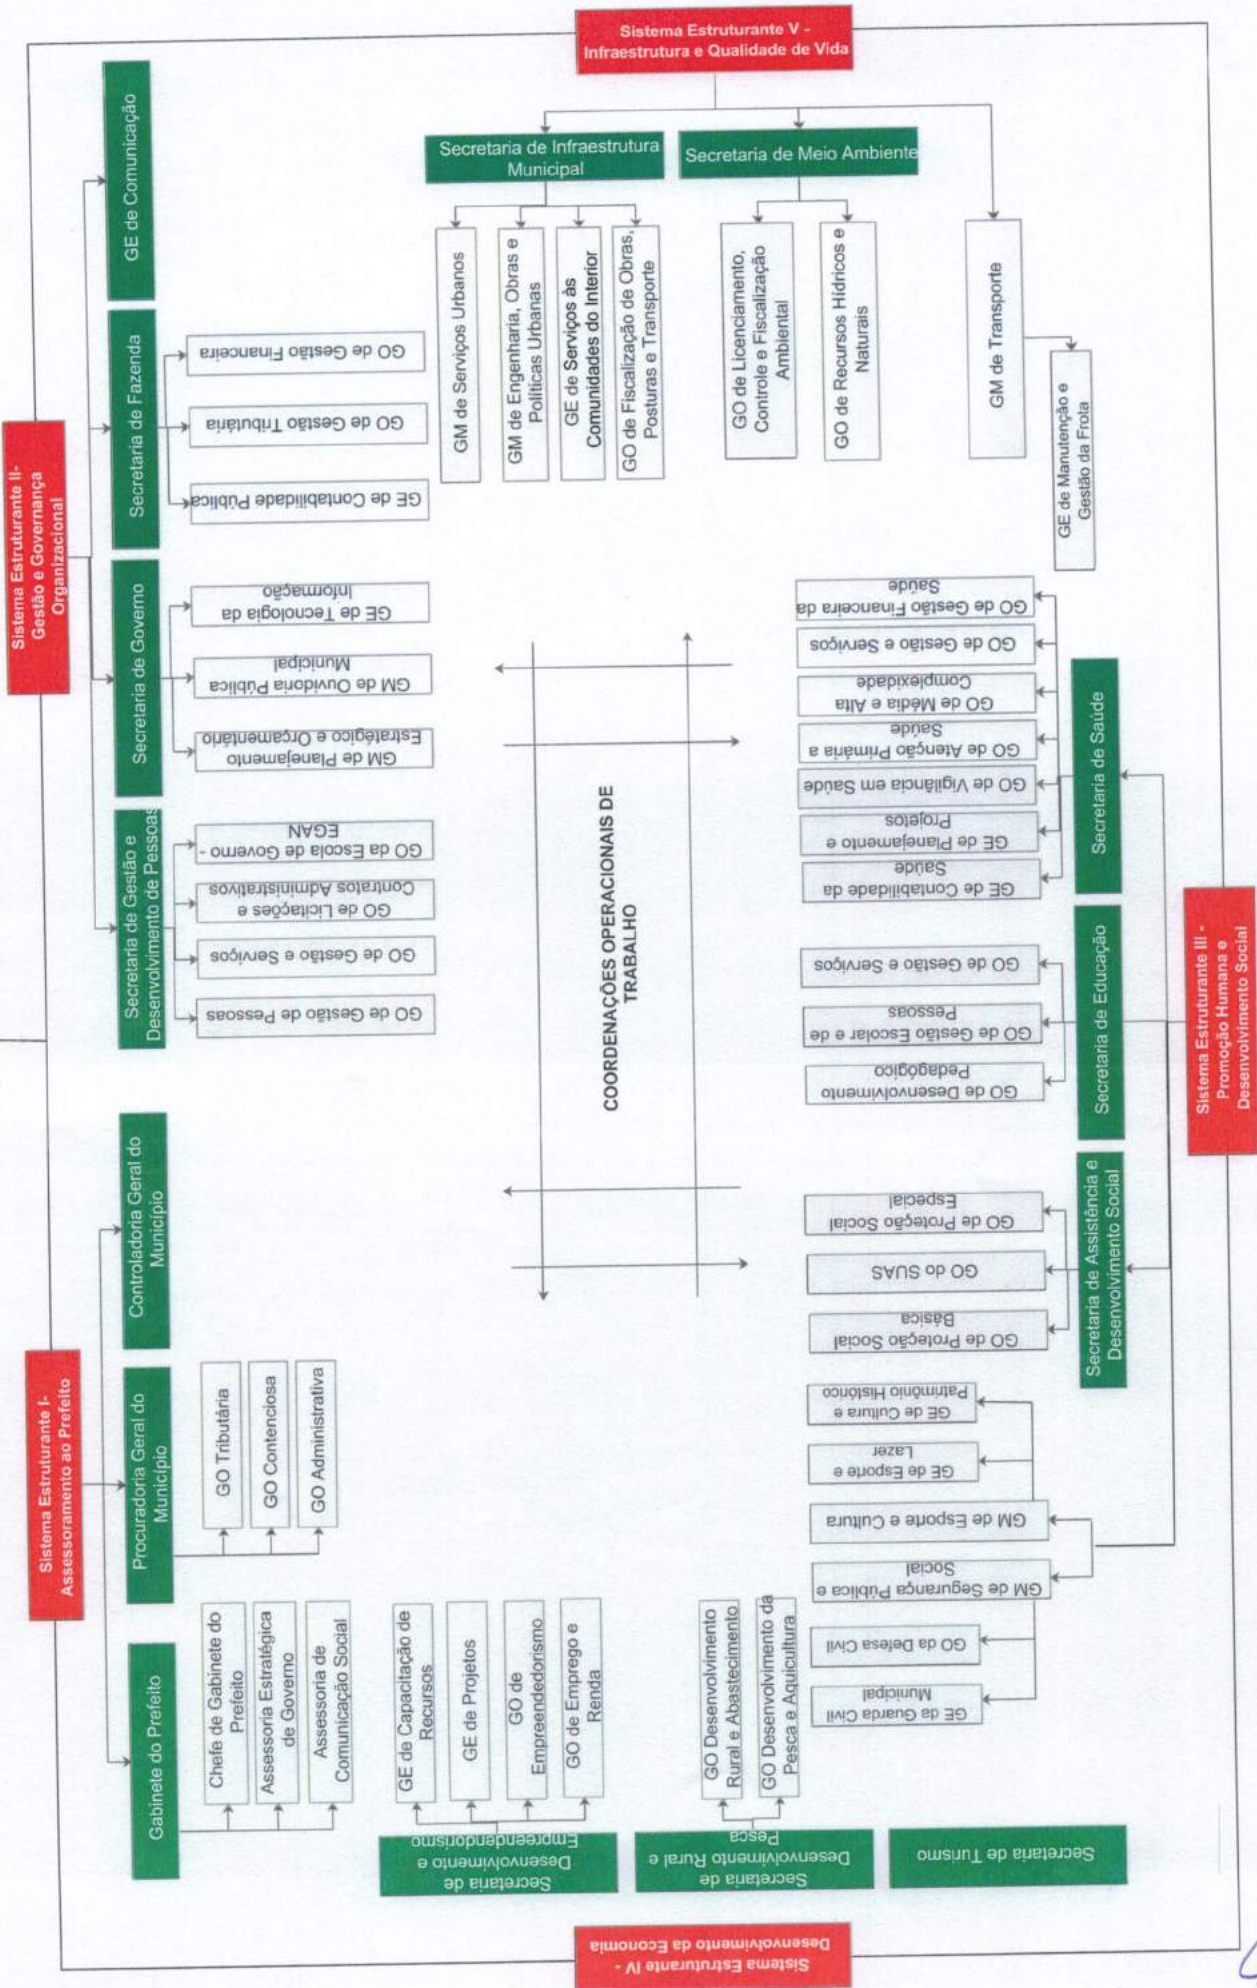 Sistema Estruturante I-
Assessoramento ao Prefeito
Gabinete do Prefeito
Chefe de Gabinete do
Prefeito
Assessoria Estratégica
de Governo
Assessoria de
Comunicação Social
Procuradoria Geral do
Município
GO Tributária
GO Contenciosa
GO Administrativa
Controladoria Geral do
Município
Sistema Estruturante II-
Gestão e Governança
Organizacional
Secretaria de Gestão e
Desenvolvimento de Pessoas
GO de Gestão de Pessoas
GO de Gestão e Serviços
GO de Licitações e
Contratos Administrativos
GO da Escola de Governo -
EGAN
Secretaria de Governo
GM de Planejamento
Estratégico e Orçamentário
GM de Ouvidoria Pública
Municipal
GE de Tecnologia da
Informação
Secretaria de Fazenda
GE de Contabilidade Pública
GO de Gestão Tributária
GO de Gestão Financeira
GE de Comunicação
Sistema Estruturante V -
Infraestrutura e Qualidade de Vida
Secretaria de Infraestrutura
Municipal
GM de Serviços Urbanos
GM de Engenharia, Obras e
Políticas Urbanas
GE de Serviços às
Comunidades do Interior
GO de Fiscalização de Obras,
Posturas e Transporte
Secretaria de Meio Ambiente
GO de Licenciamento,
Controle e Fiscalização
Ambiental
GO de Recursos Hídricos e
Naturais
GM de Transporte
GE de Manutenção e
Gestão da Frota
COORDENAÇÕES OPERACIONAIS DE
TRABALHO
Sistema Estruturante IV -
Desenvolvimento da Economia
Secretaria de
Desenvolvimento e
Empreendedorismo
GE de Capacitação de
Recursos
GE de Projetos
GO de
Empreendedorismo
GO de Emprego e
Renda
Secretaria de
Desenvolvimento Rural e
Pesca
GO Desenvolvimento
Rural e Abastecimento
GO Desenvolvimento da
Pesca e Aquicultura
Secretaria de Turismo
Sistema Estruturante III -
Promoção Humana e
Desenvolvimento Social
GE da Guarda Civil
Municipal
GO da Defesa Civil
GM de Segurança Pública e
Social
GM de Esporte e Cultura
GE de Esporte e
Lazer
GE de Cultura e
Patrimônio Histórico
Secretaria de Assistência e
Desenvolvimento Social
GO de Proteção Social
Básica
GO do SUAS
GO de Proteção Social
Especial
Secretaria de Educação
GO de Desenvolvimento
Pedagógico
GO de Gestão Escolar e de
Pessoas
GO de Gestão e Serviços
Secretaria de Saúde
GE de Contabilidade da
Saúde
GE de Planejamento e
Projetos
GO de Vigilância em Saúde
GO de Atenção Primária a
Saúde
GO de Média e Alta
Complexidade
GO de Gestão e Serviços
GO de Gestão Financeira da
Saúde